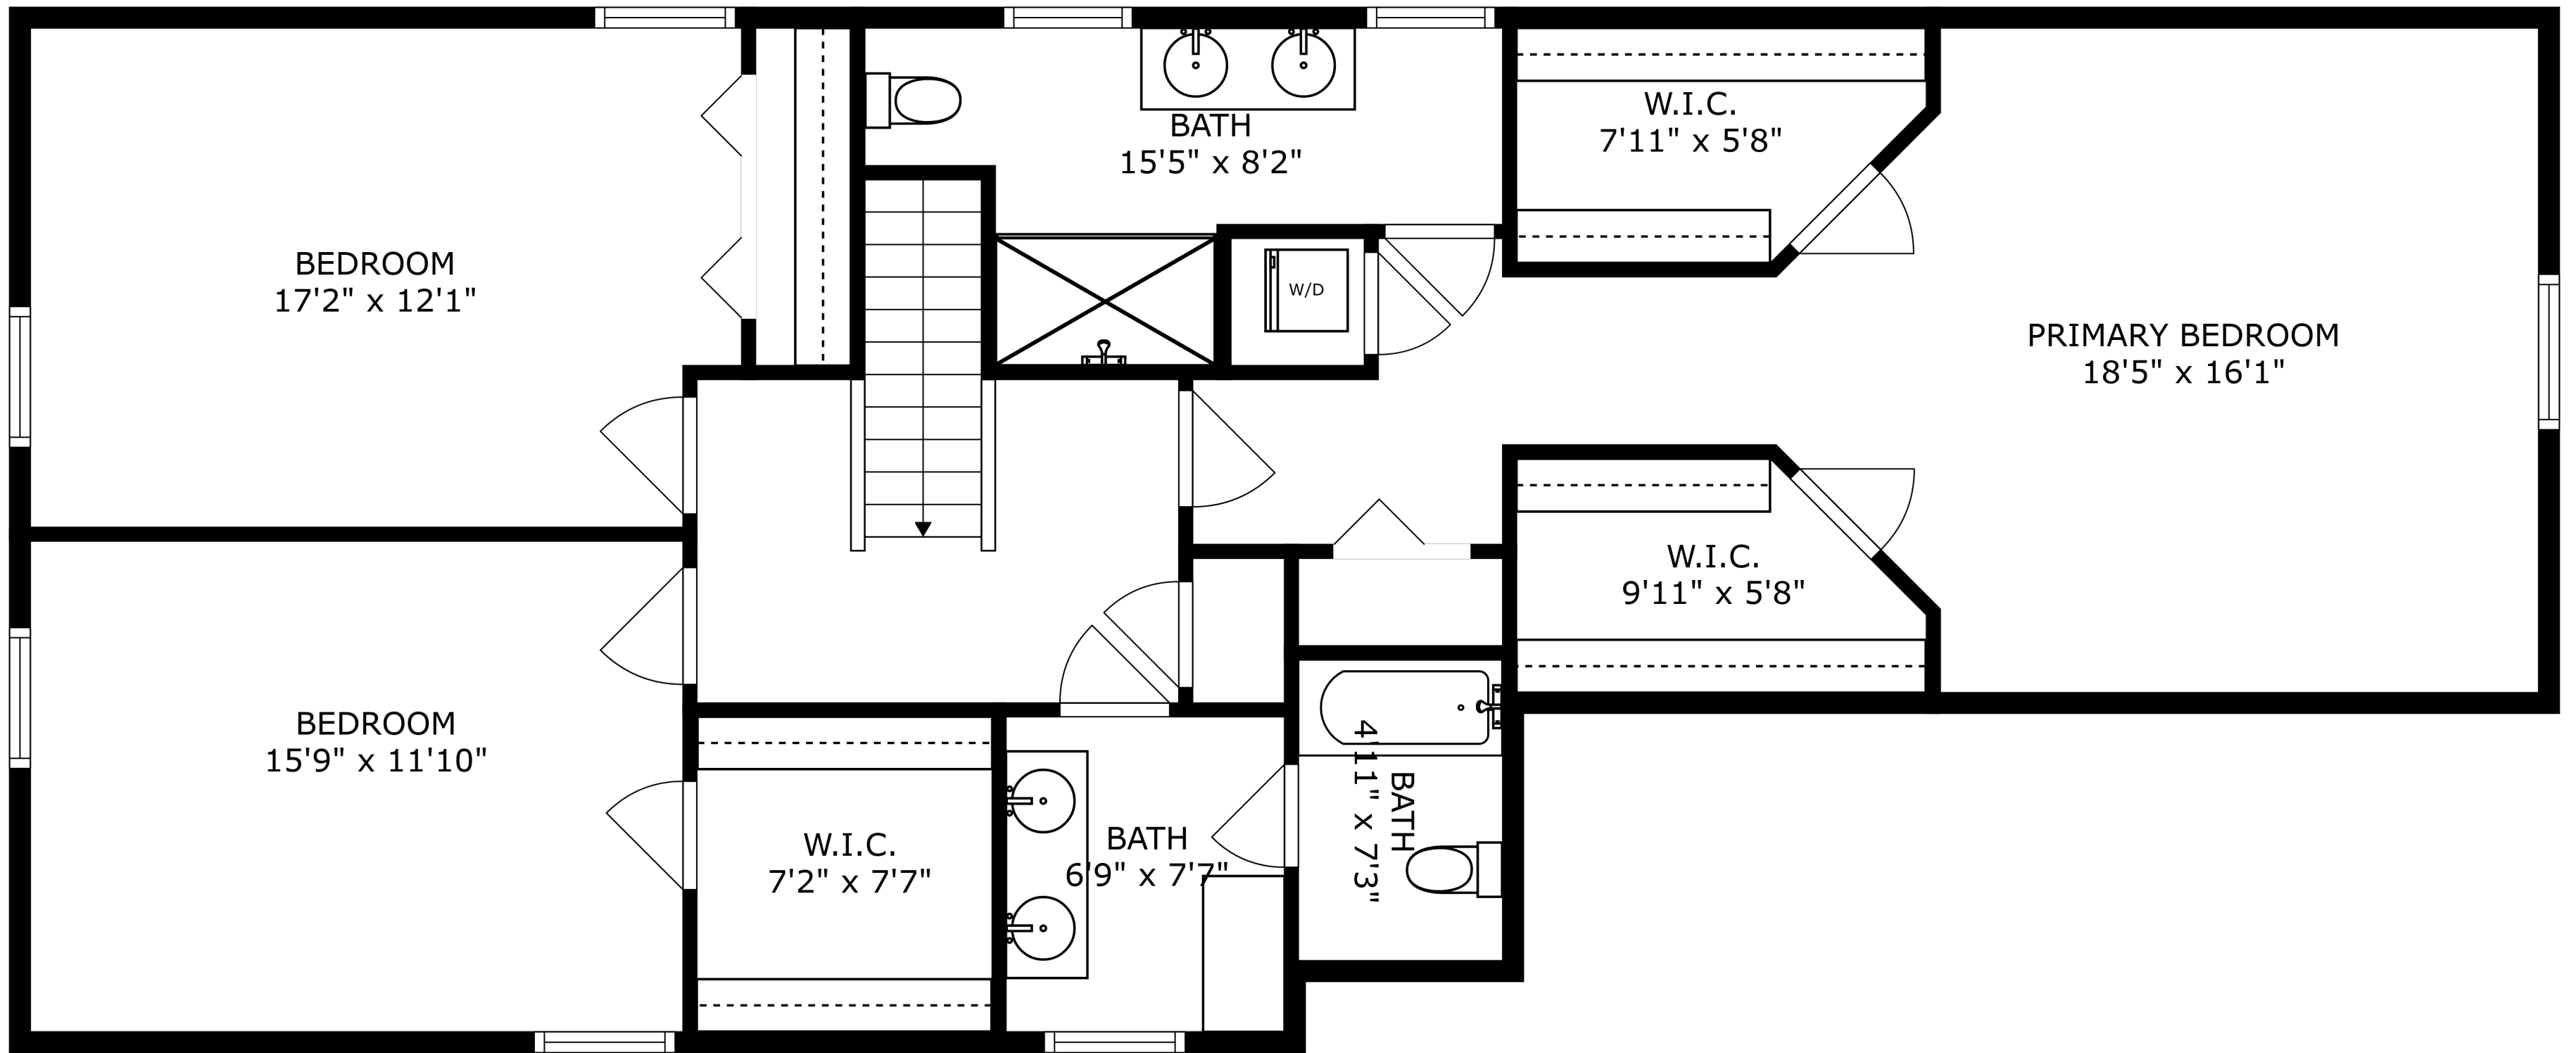 BATH
15'5" x 8'2"
W.I.C.
7'11" x 5'8"
BEDROOM
17'2" x 12'1"
W/D
PRIMARY BEDROOM
18'5" x 16'1"
W.I.C.
9'11" x 5'8"
BEDROOM
15'9" x 11'10"
W.I.C.
7'2" x 7'7"
BATH
6'9" x 7'7"
BATH
4'11" x 7'3"